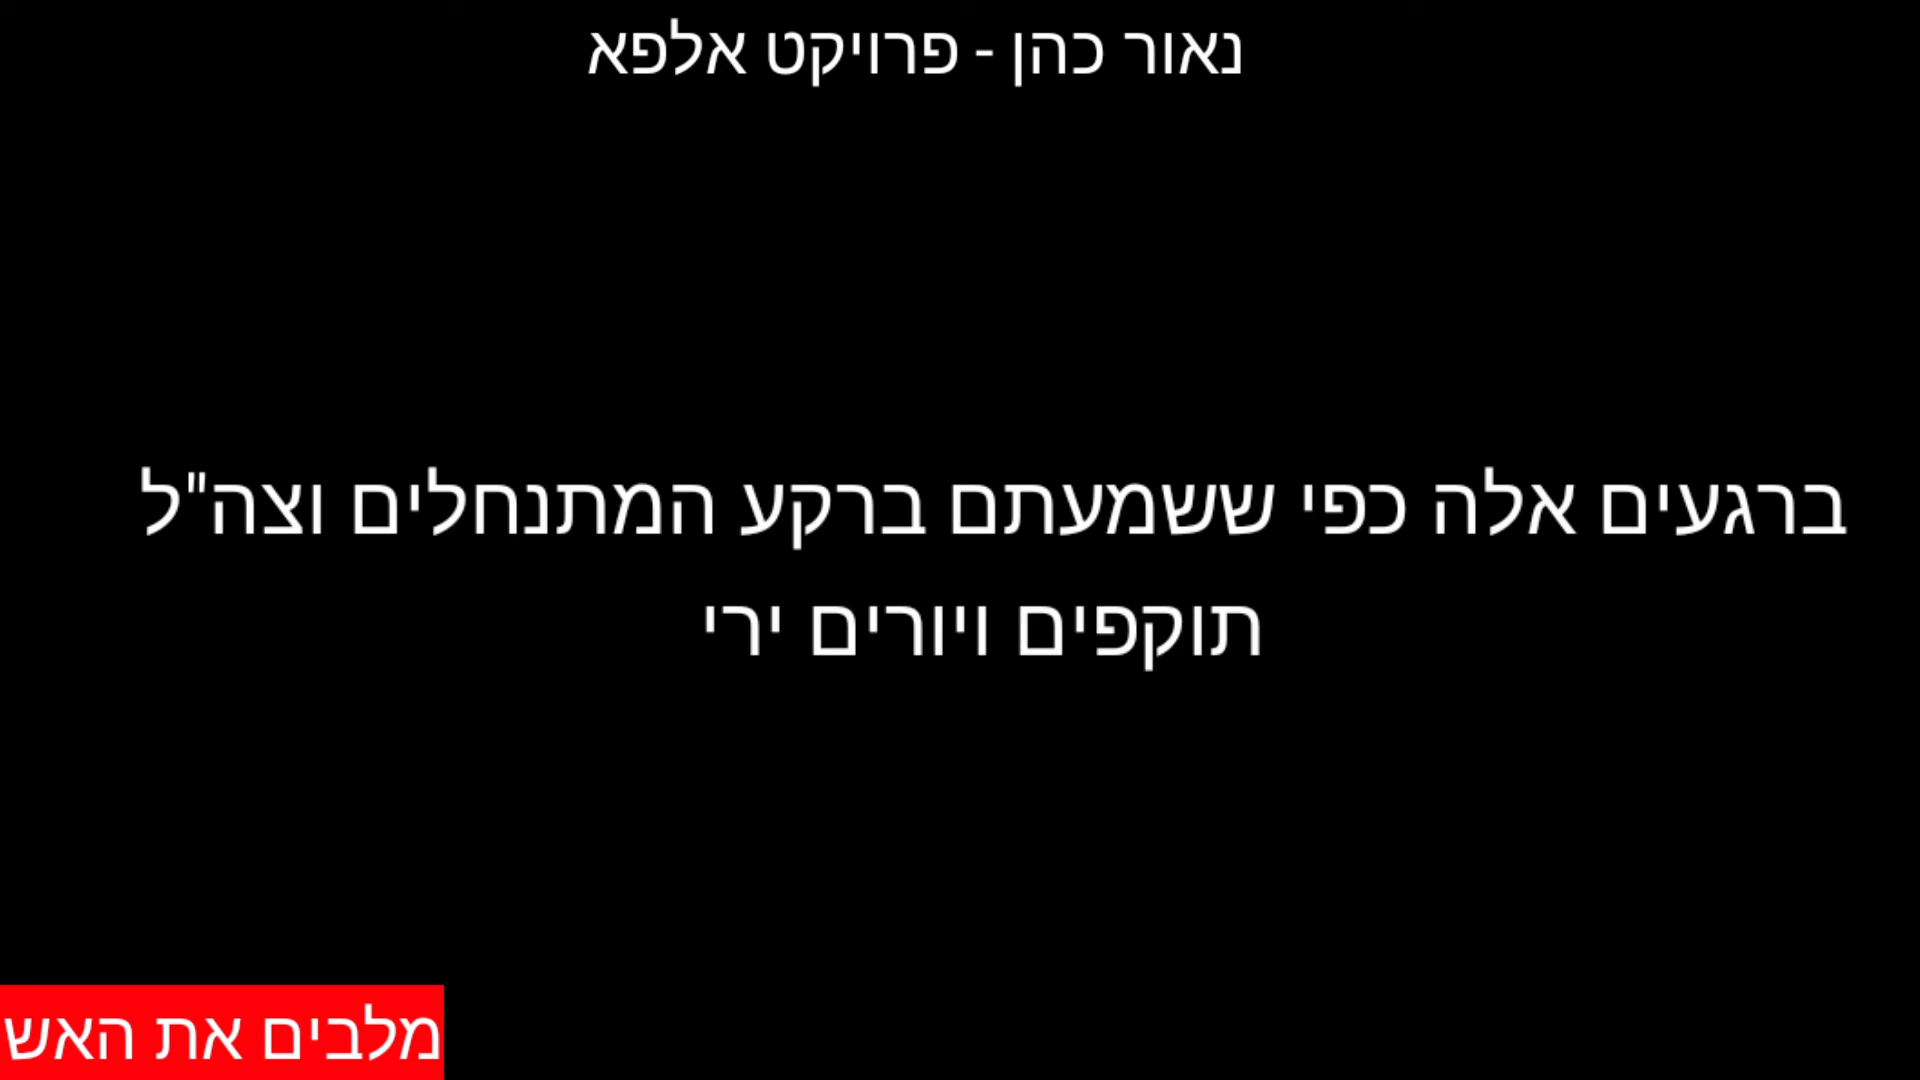 נאור כהן - פרויקט אלפא
ברגעים אלה כפי ששמעתם ברקע המתנחלים וצה"ל
תוקפים ויורים ירי
מלבים את האש